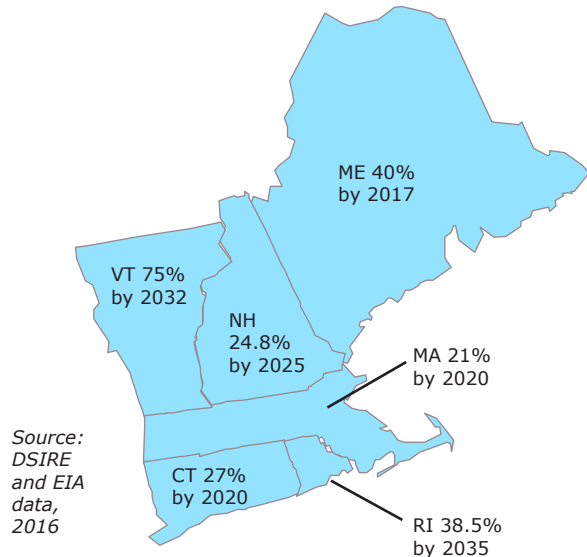 ME 40%
by 2017
VT 75%
by 2032
NH
24.8%
by 2025
MA 21%
by 2020
CT 27%
by 2020
RI 38.5%
by 2035
Source:
DSIRE
and EIA
data,
2016